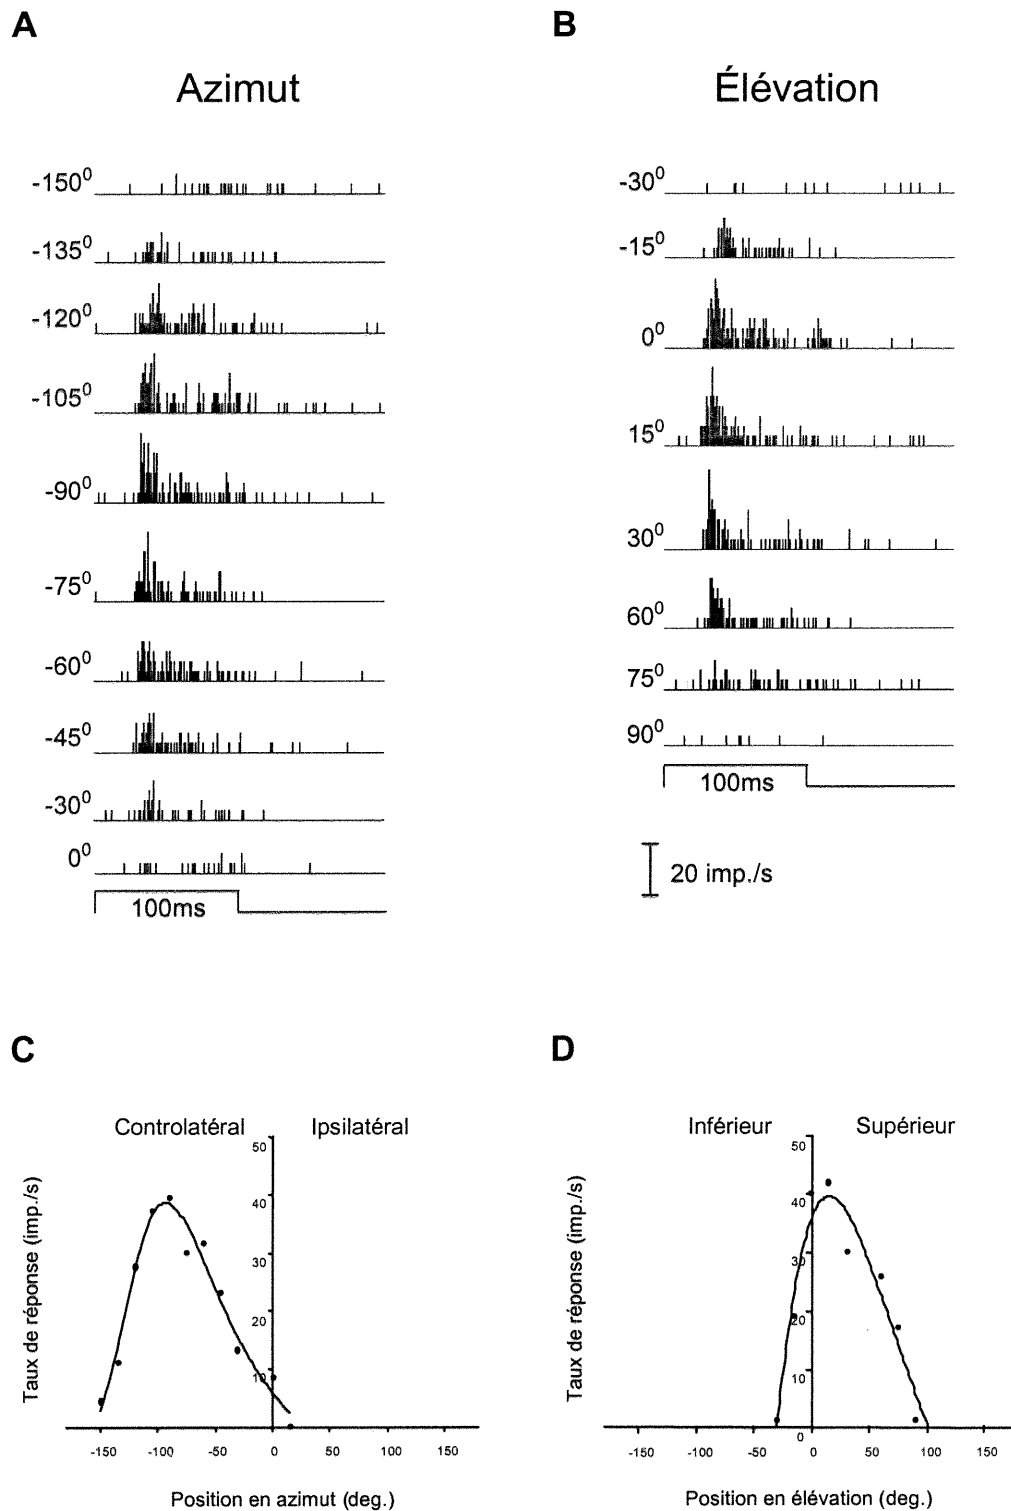 A
B
Azimut
Élévation
-150⁰
-135⁰
-120⁰
-105⁰
-90⁰
-75⁰
-60⁰
-45⁰
-30⁰
0⁰
100ms
-30⁰
-15⁰
0⁰
15⁰
30⁰
60⁰
75⁰
90⁰
100ms
20 imp./s
C
D
Controlatéral
Ipsilatéral
Taux de réponse (imp./s)
50
40
30
20
10
-150
-100
-50
0
50
100
150
Position en azimut (deg.)
Inférieur
Supérieur
Taux de réponse (imp./s)
50
40
30
20
10
0
-150
-100
-50
0
50
100
150
Position en élévation (deg.)